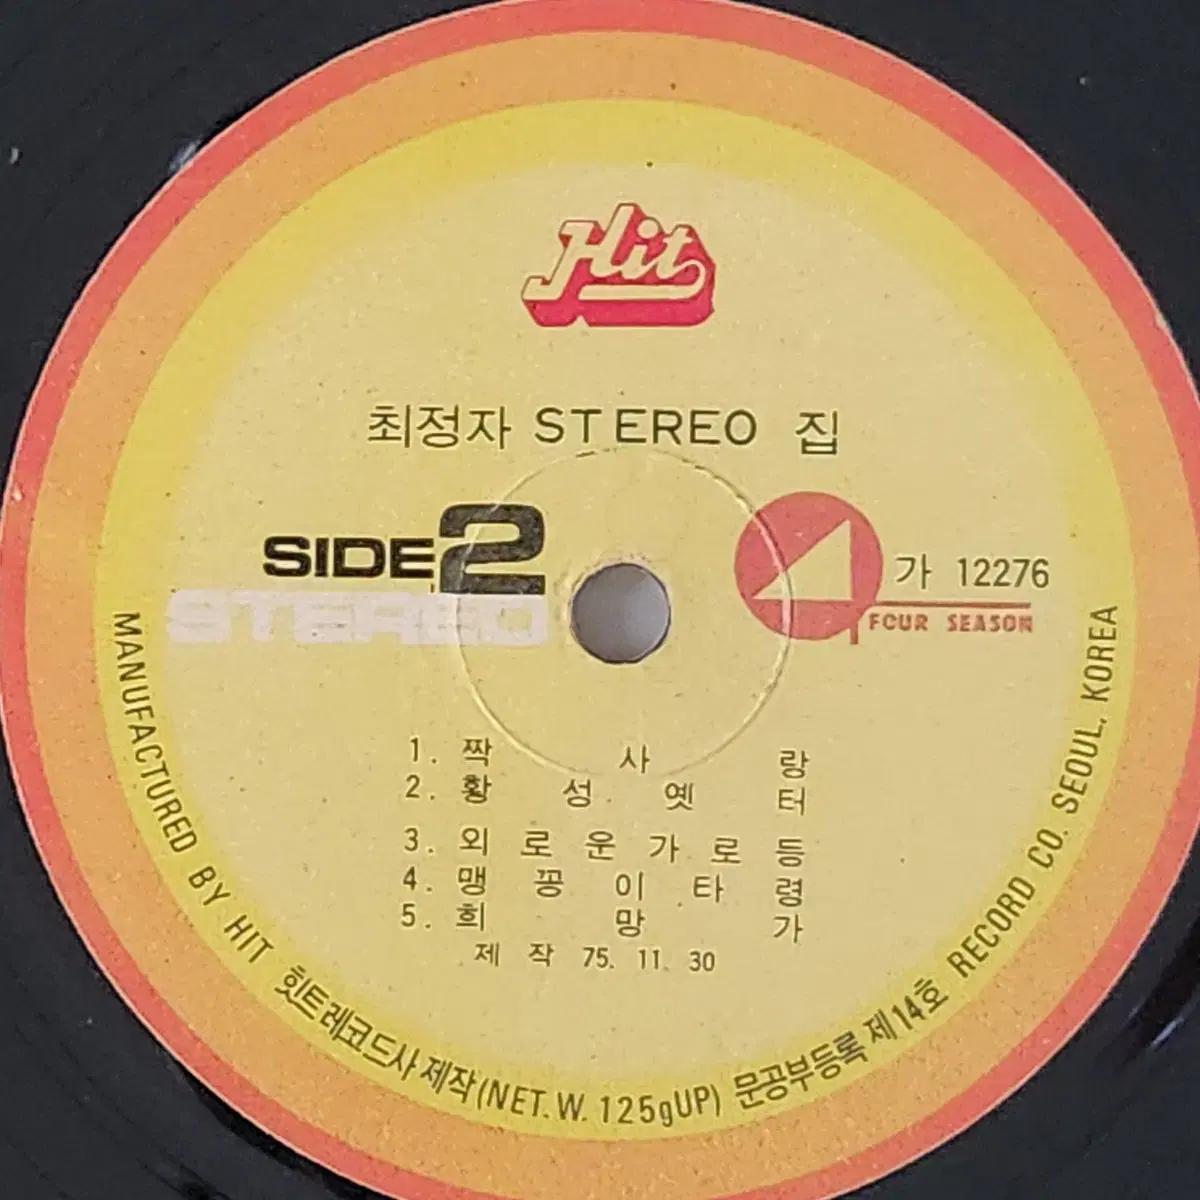 Hit
최정자 STEREO 집
SIDE 2
STEREO
가 12276
FOUR SEASON
1. 짝 사 랑
2. 황 성 옛 터
3. 외 로 운 가 로 등
4. 맹 꽁 이 타 령
5. 희 망 가
제 작 75. 11. 30
MANUFACTURED BY HIT 힛트레코드사 제작 (NET. W. 125gUP) 문공부등록 제14호 RECORD CO. SEOUL, KOREA